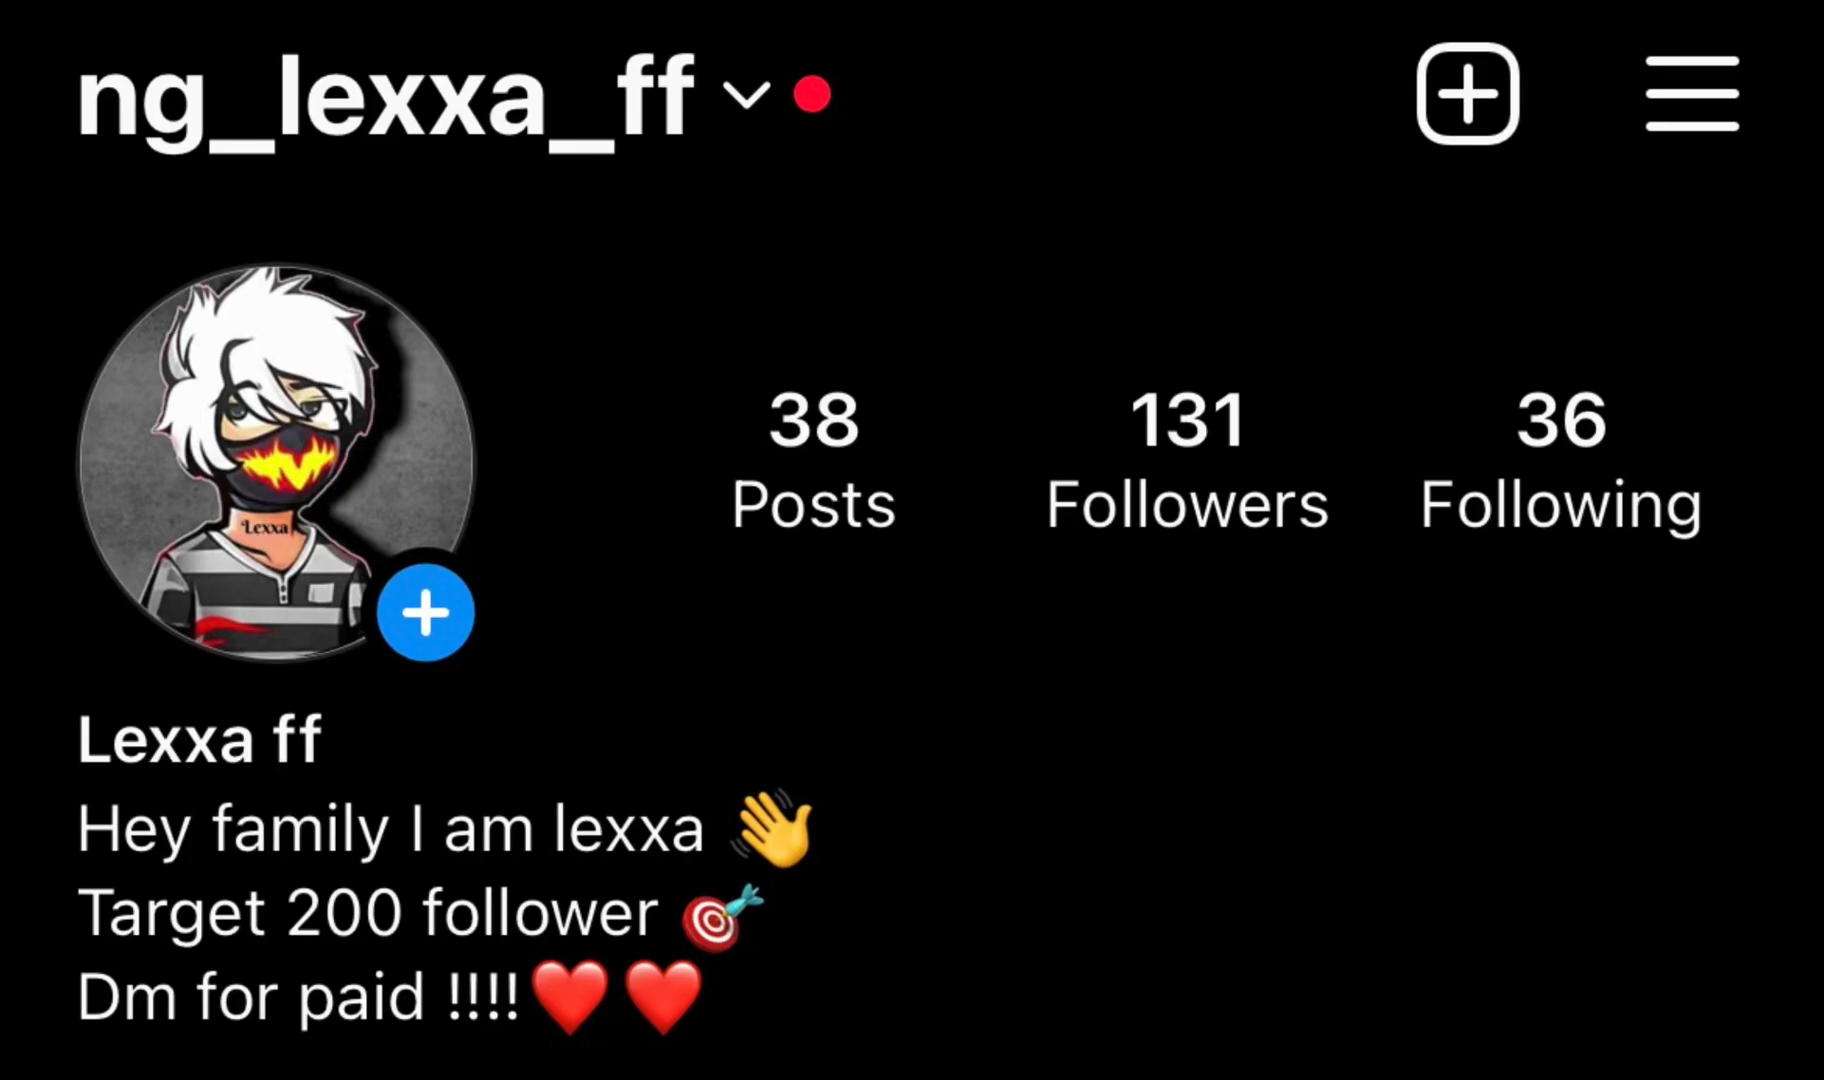 ng_lexxa_ff
38 131 36
Posts Followers Following
Lexxa
Lexxa ff
Hey family I am lexxa 👋
Target 200 follower 🎯
Dm for paid !!!!❤️ ❤️